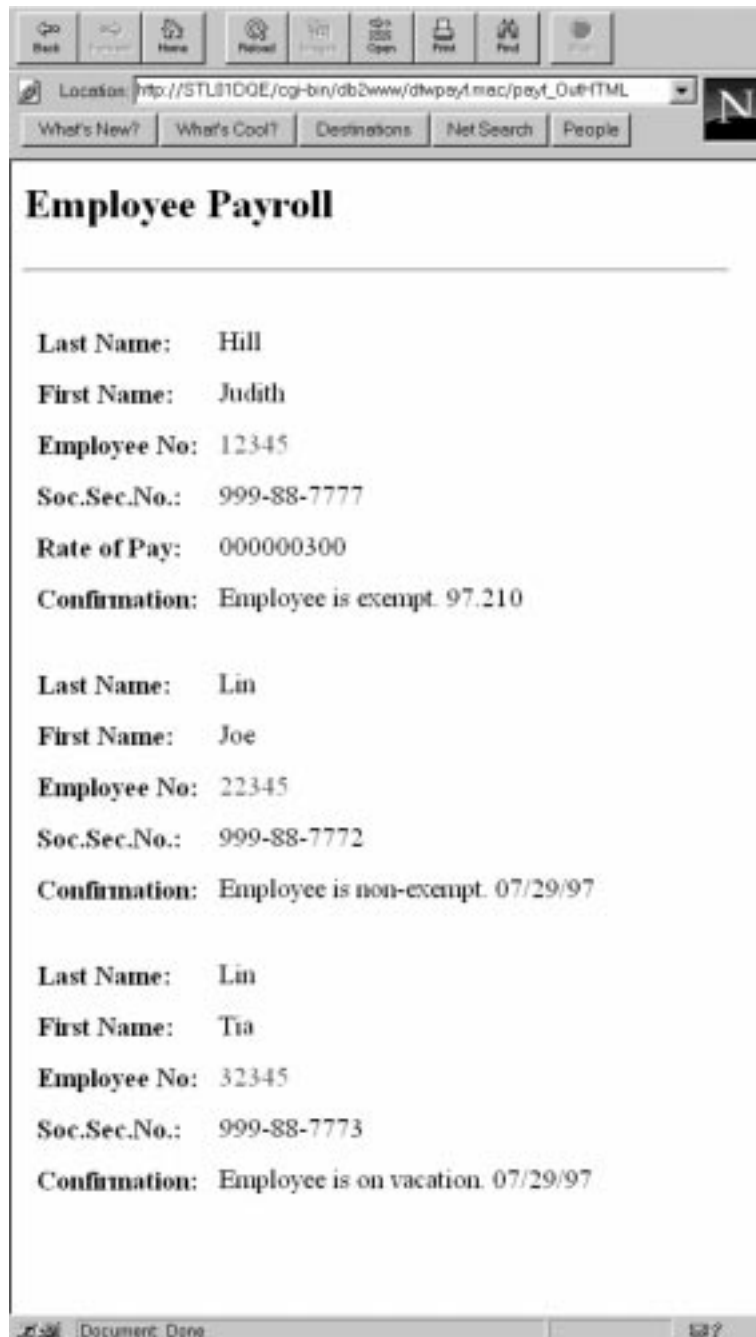 Back Forward Home Reload Images Open Print Find Stop
Location: http://STL01DQE/cgi-bin/db2www/dtwpayf.mac/payf_OutHTML
N
What's New? What's Cool? Destinations Net Search People
Employee Payroll
Last Name: Hill
First Name: Judith
Employee No: 12345
Soc.Sec.No.: 999-88-7777
Rate of Pay: 000000300
Confirmation: Employee is exempt. 97.210
Last Name: Lin
First Name: Joe
Employee No: 22345
Soc.Sec.No.: 999-88-7772
Confirmation: Employee is non-exempt. 07/29/97
Last Name: Lin
First Name: Tia
Employee No: 32345
Soc.Sec.No.: 999-88-7773
Confirmation: Employee is on vacation. 07/29/97
Document: Done